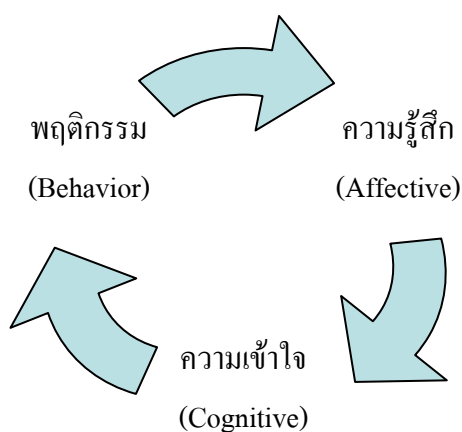 พฤติกรรม
(Behavior)
ความรู้สึก
(Affective)
ความเข้าใจ
(Cognitive)